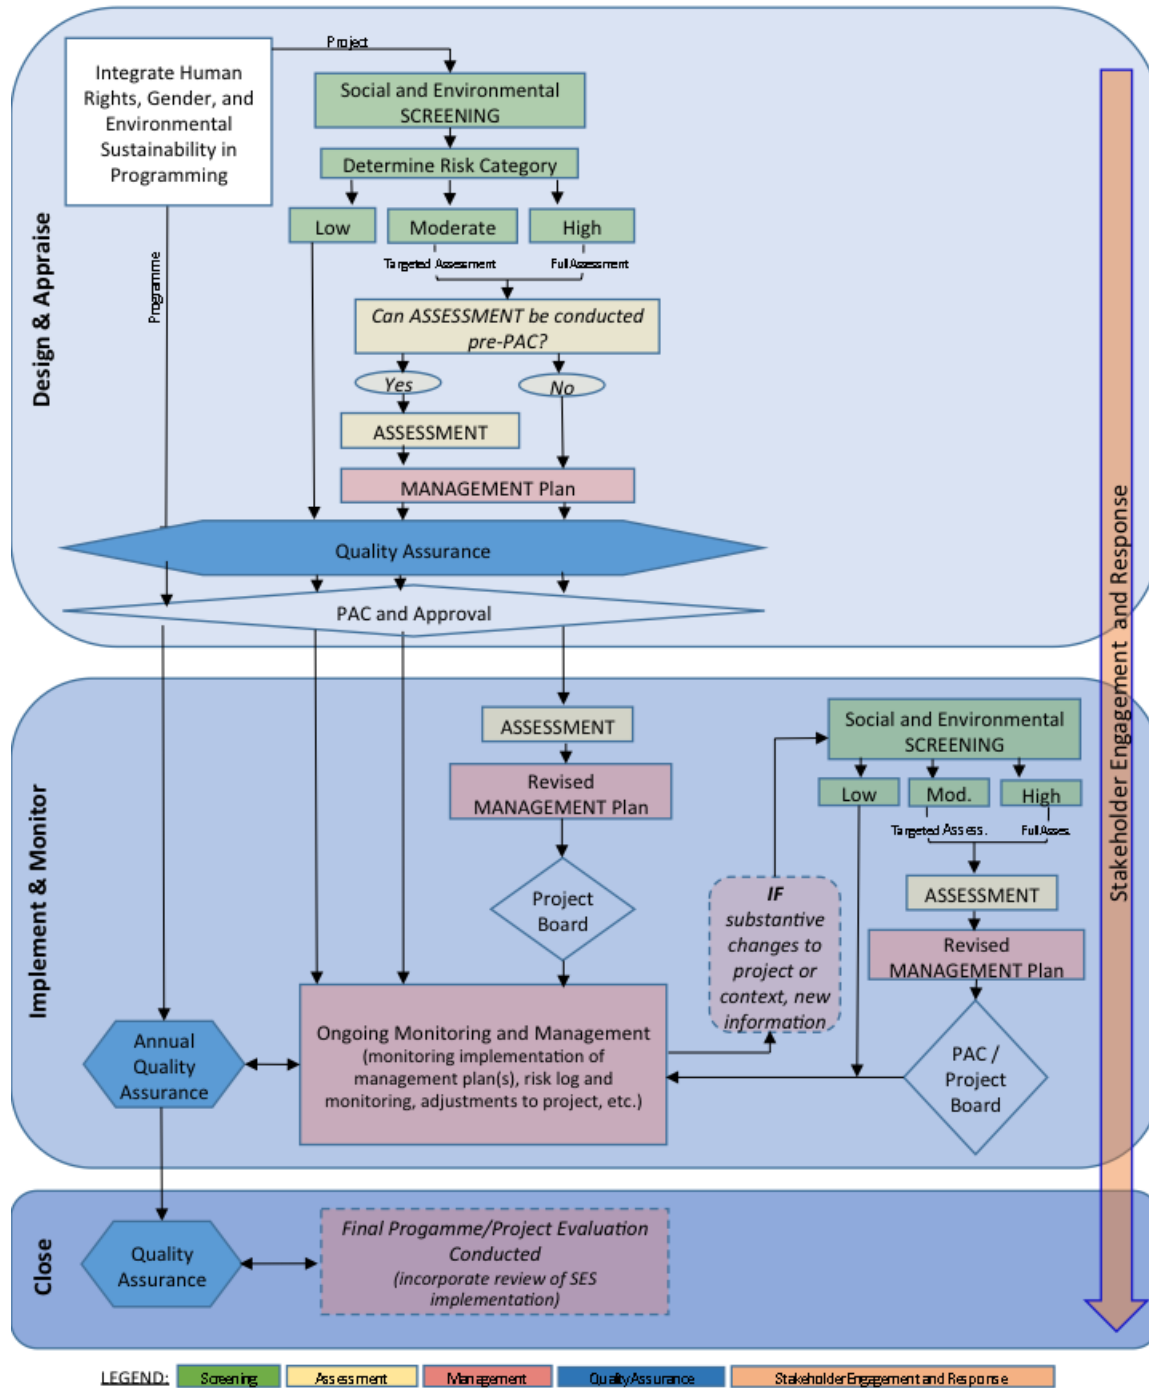 Project
Integrate Human
Rights, Gender, and
Environmental
Sustainability in
Programming
Social and Environmental
SCREENING
Determine Risk Category
Low
Moderate
High
Targeted Assessment
Full Assessment
Programme
Can ASSESSMENT be conducted
pre-PAC?
Yes
No
ASSESSMENT
MANAGEMENT Plan
Quality Assurance
PAC and Approval
Design & Appraise
Stakeholder Engagement and Response
Implement & Monitor
ASSESSMENT
Revised
MANAGEMENT Plan
Project
Board
Social and Environmental
SCREENING
Low
Mod.
High
Targeted Assess.
Full Asses.
ASSESSMENT
Revised
MANAGEMENT Plan
PAC /
Project
Board
IF
substantive
changes to
project or
context, new
information
Annual
Quality
Assurance
Ongoing Monitoring and Management
(monitoring implementation of
management plan(s), risk log and
monitoring, adjustments to project, etc.)
Close
Quality
Assurance
Final Progamme/Project Evaluation
Conducted
(incorporate review of SES
implementation)
LEGEND:
Screening
Assessment
Management
Quality Assurance
Stakeholder Engagement and Response